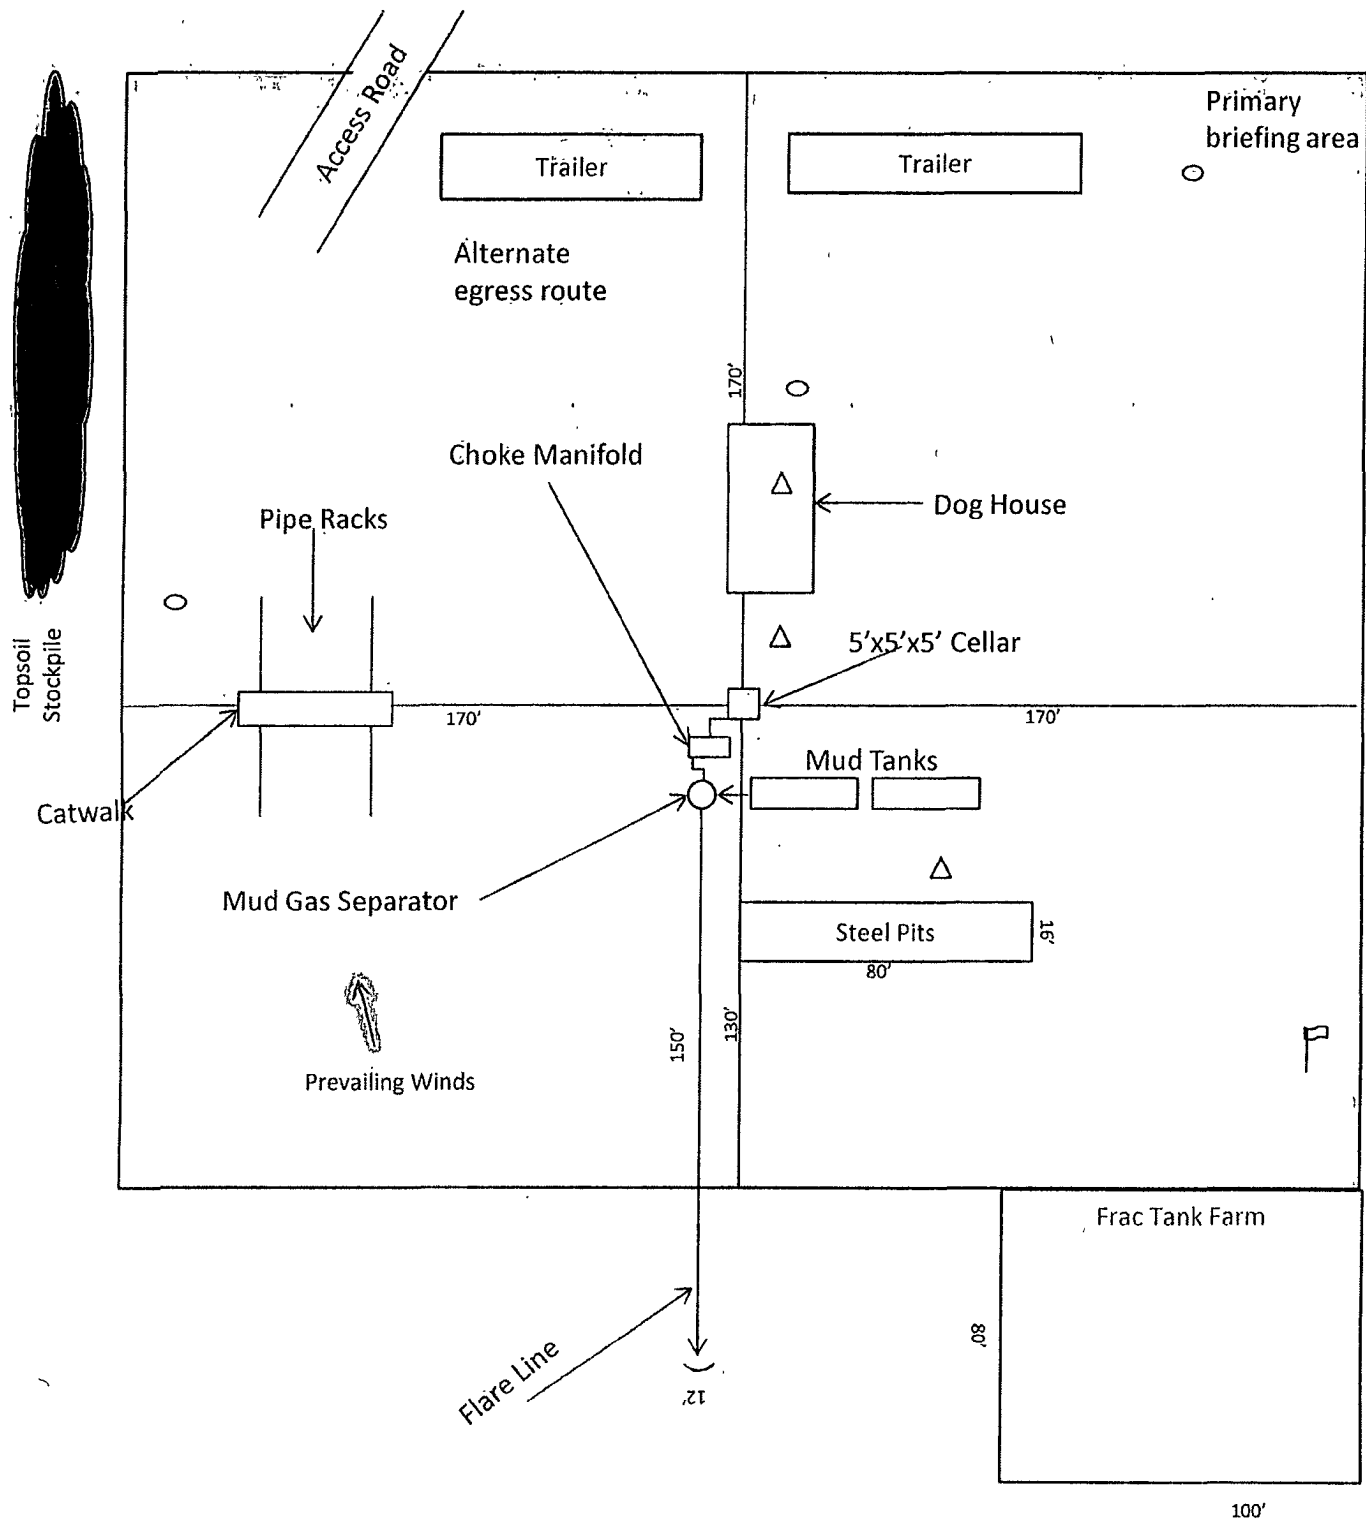 Access Road
Primary
briefing area
Trailer
Trailer
Alternate
egress route
170'
Choke Manifold
Dog House
Pipe Racks
Topsoil
Stockpile
5'x5'x5' Cellar
170'
170'
Mud Tanks
Catwalk
Mud Gas Separator
Steel Pits
16'
80'
150'
130'
Prevailing Winds
Frac Tank Farm
80'
Flare Line
12'
100'